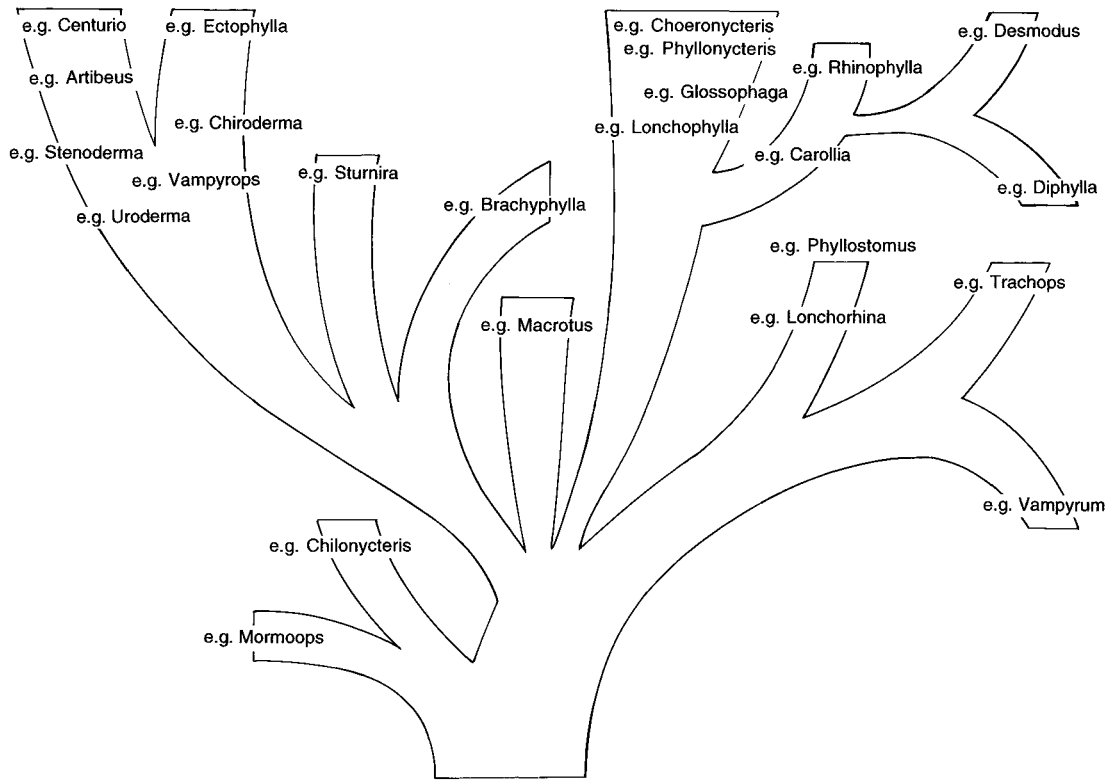 e.g. Centurio
e.g. Ectophylla
e.g. Choeronycteris
e.g. Desmodus
e.g. Phyllonycteris
e.g. Artibeus
e.g. Rhinophylla
e.g. Glossophaga
e.g. Chiroderma
e.g. Lonchophylla
e.g. Stenoderma
e.g. Carollia
e.g. Vampyrops
e.g. Sturnira
e.g. Diphylla
e.g. Uroderma
e.g. Brachyphylla
e.g. Phyllostomus
e.g. Trachops
e.g. Macrotus
e.g. Lonchorhina
e.g. Vampyrum
e.g. Chilonycteris
e.g. Mormoops